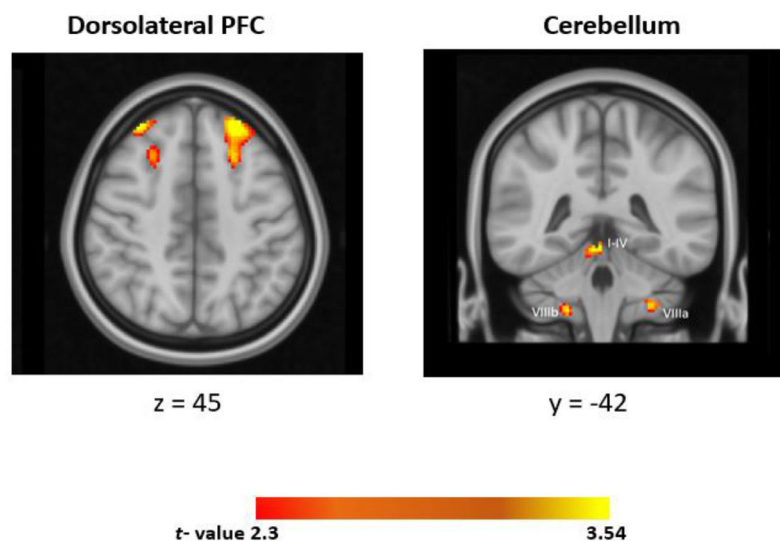 Dorsolateral PFC
Cerebellum
I-IV
VIIIb
VIIIa
z = 45
y = -42
t- value 2.3
3.54